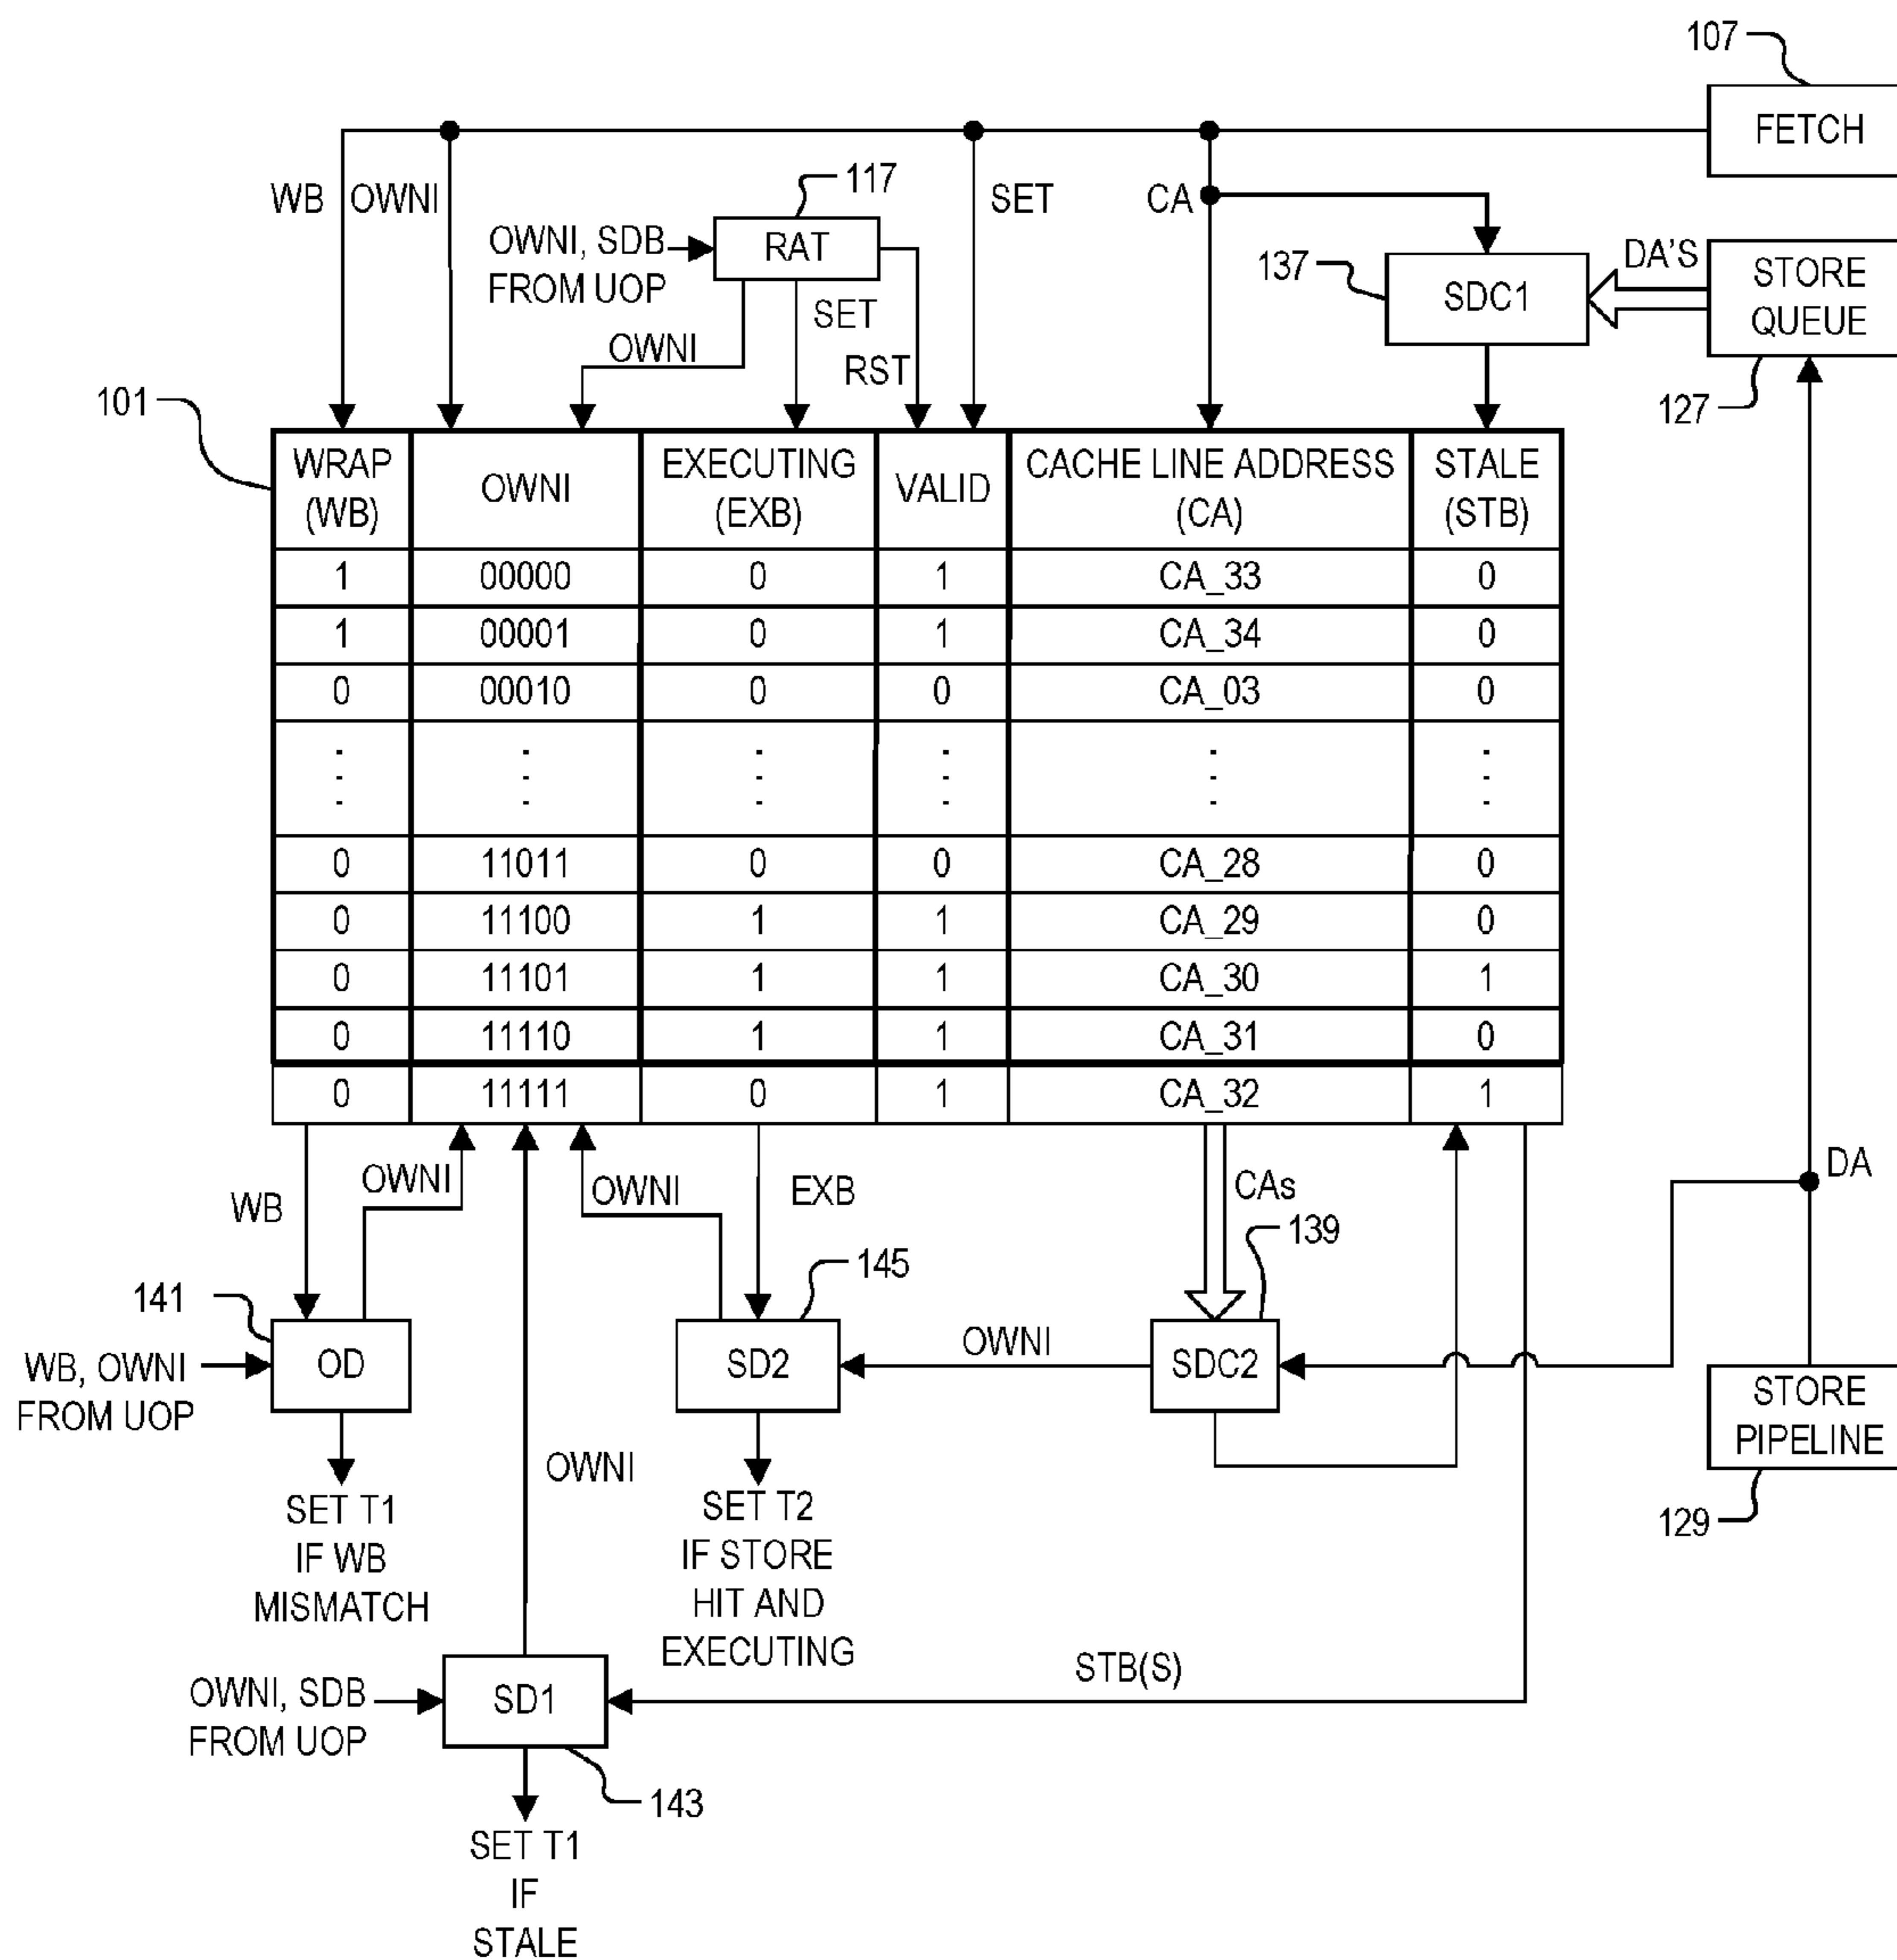 107
FETCH
117
WB
OWNI
SET
CA
RAT
OWNI, SDB
FROM UOP
137
SDC1
DA'S
STORE
QUEUE
SET
OWNI
RST
101
127
WRAP
(WB)
OWNI
EXECUTING
(EXB)
VALID
CACHE LINE ADDRESS
(CA)
STALE
(STB)
1 00000 0 1 CA_33 0
1 00001 0 1 CA_34 0
0 00010 0 0 CA_03 0
: : : : : :
0 11011 0 0 CA_28 0
0 11100 1 1 CA_29 0
0 11101 1 1 CA_30 1
0 11110 1 1 CA_31 0
0 11111 0 1 CA_32 1
WB
OWNI
OWNI
EXB
CAs
DA
139
145
141
OD
SD2
OWNI
SDC2
WB, OWNI
FROM UOP
STORE
PIPELINE
129
OWNI
SET T1
IF WB
MISMATCH
SET T2
IF STORE
HIT AND
EXECUTING
OWNI, SDB
FROM UOP
SD1
STB(S)
143
SET T1
IF
STALE